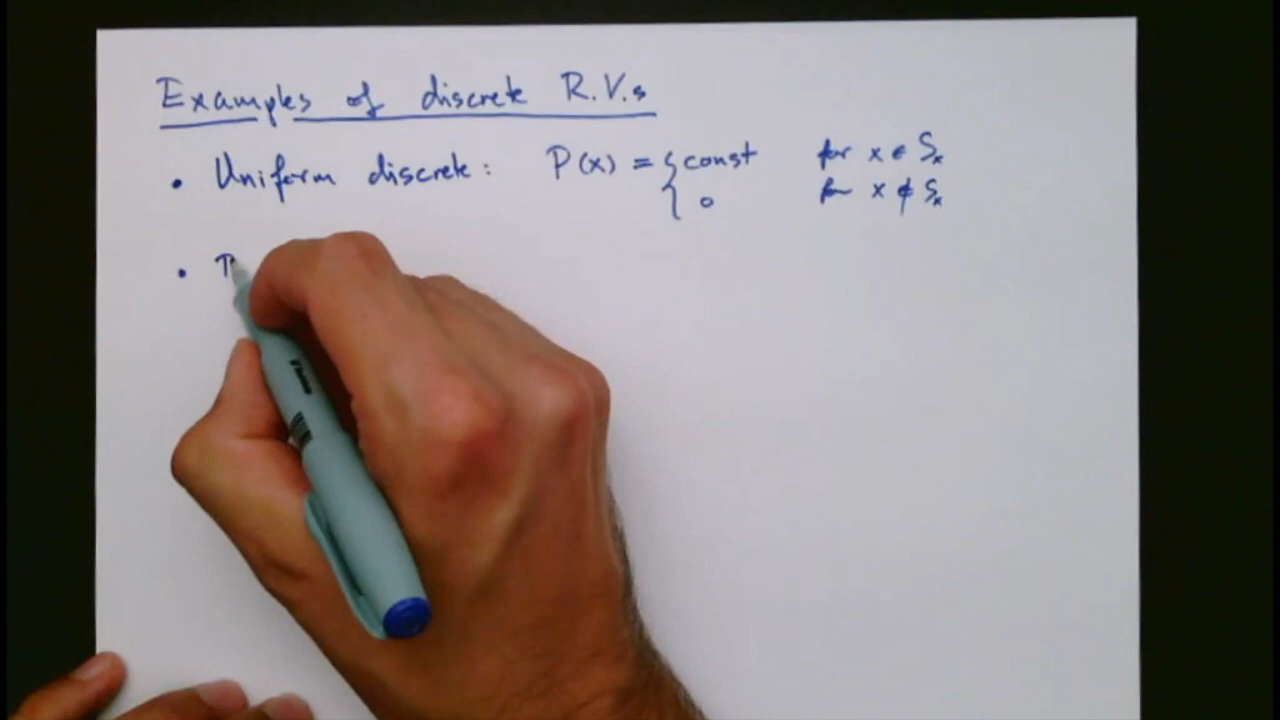 Examples of discrete R.V.s
• Uniform discrete: P(x) = { const for x ∈ Sx
0 for x ∉ Sx
•